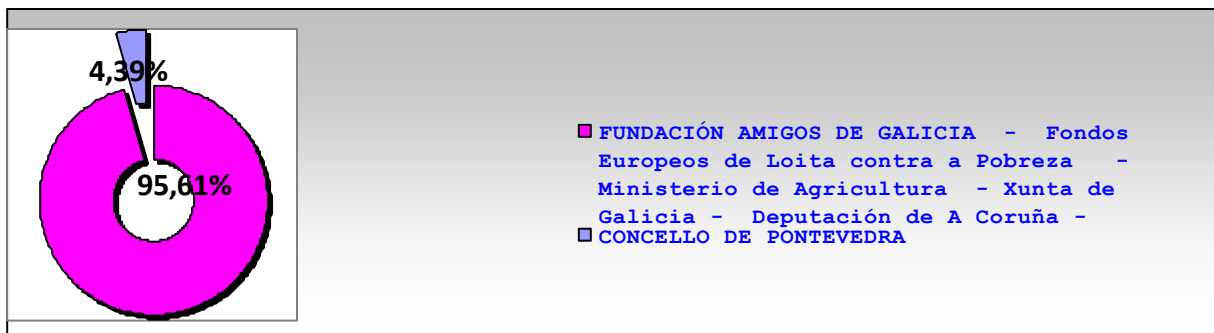 4,39%
95,61%
FUNDACIÓN AMIGOS DE GALICIA - Fondos
Europeos de Loita contra a Pobreza -
Ministerio de Agricultura - Xunta de
Galicia - Deputación de A Coruña -
CONCELLO DE PONTEVEDRA